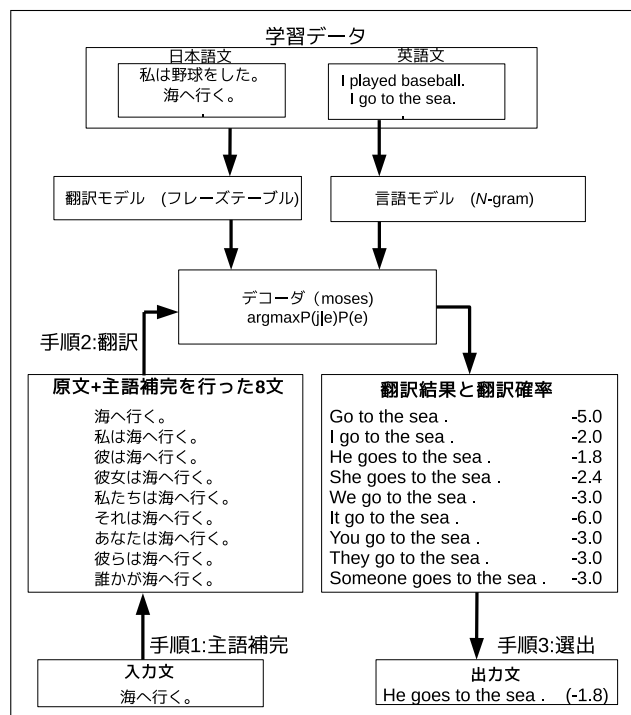 学習データ
日本語文
私は野球をした。
海へ行く。
.
英語文
I played baseball.
I go to the sea.
.
翻訳モデル (フレーズテーブル)
言語モデル (N-gram)
デコーダ(moses)
argmaxP(j|e)P(e)
手順2:翻訳
原文+主語補完を行った8文
海へ行く。
私は海へ行く。
彼は海へ行く。
彼女は海へ行く。
私たちは海へ行く。
それは海へ行く。
あなたは海へ行く。
彼らは海へ行く。
誰かが海へ行く。
翻訳結果と翻訳確率
Go to the sea . -5.0
I go to the sea . -2.0
He goes to the sea . -1.8
She goes to the sea . -2.4
We go to the sea . -3.0
It go to the sea . -6.0
You go to the sea . -3.0
They go to the sea . -3.0
Someone goes to the sea . -3.0
手順1:主語補完
入力文
海へ行く。
手順3:選出
出力文
He goes to the sea . (-1.8)